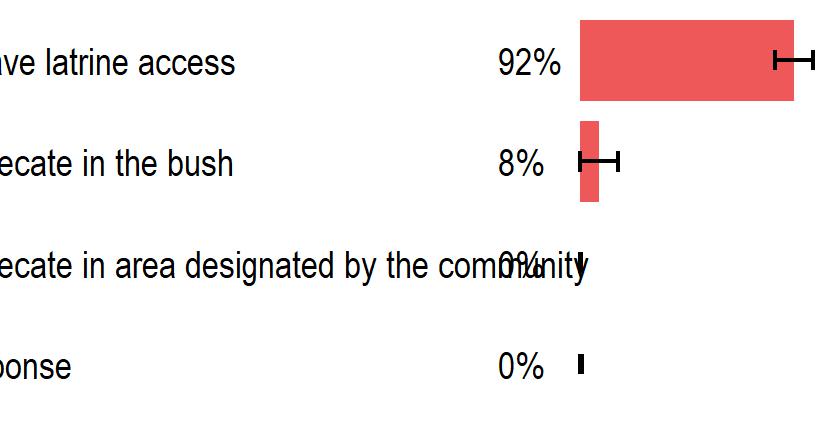 ave latrine access 92%
ecate in the bush 8%
ecate in area designated by the community 0%
ponse 0%